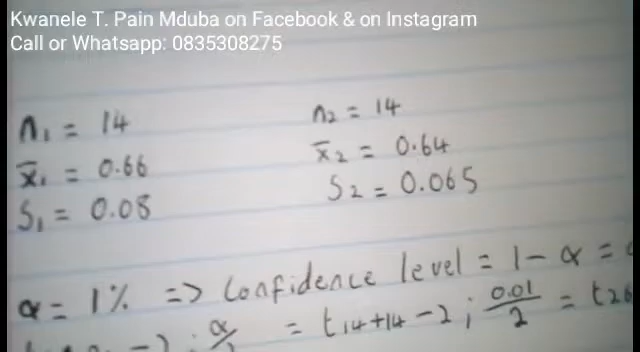 Kwanele T. Pain Mduba on Facebook & on Instagram
Call or Whatsapp: 0835308275
n₁ = 14 n₂ = 14
x̄₁ = 0.66 x̄₂ = 0.64
S₁ = 0.08 S₂ = 0.065
α = 1% => Confidence level = 1 - α =
= t₁₄₊₁₄₋₂ ; 0.01/2 = t₂